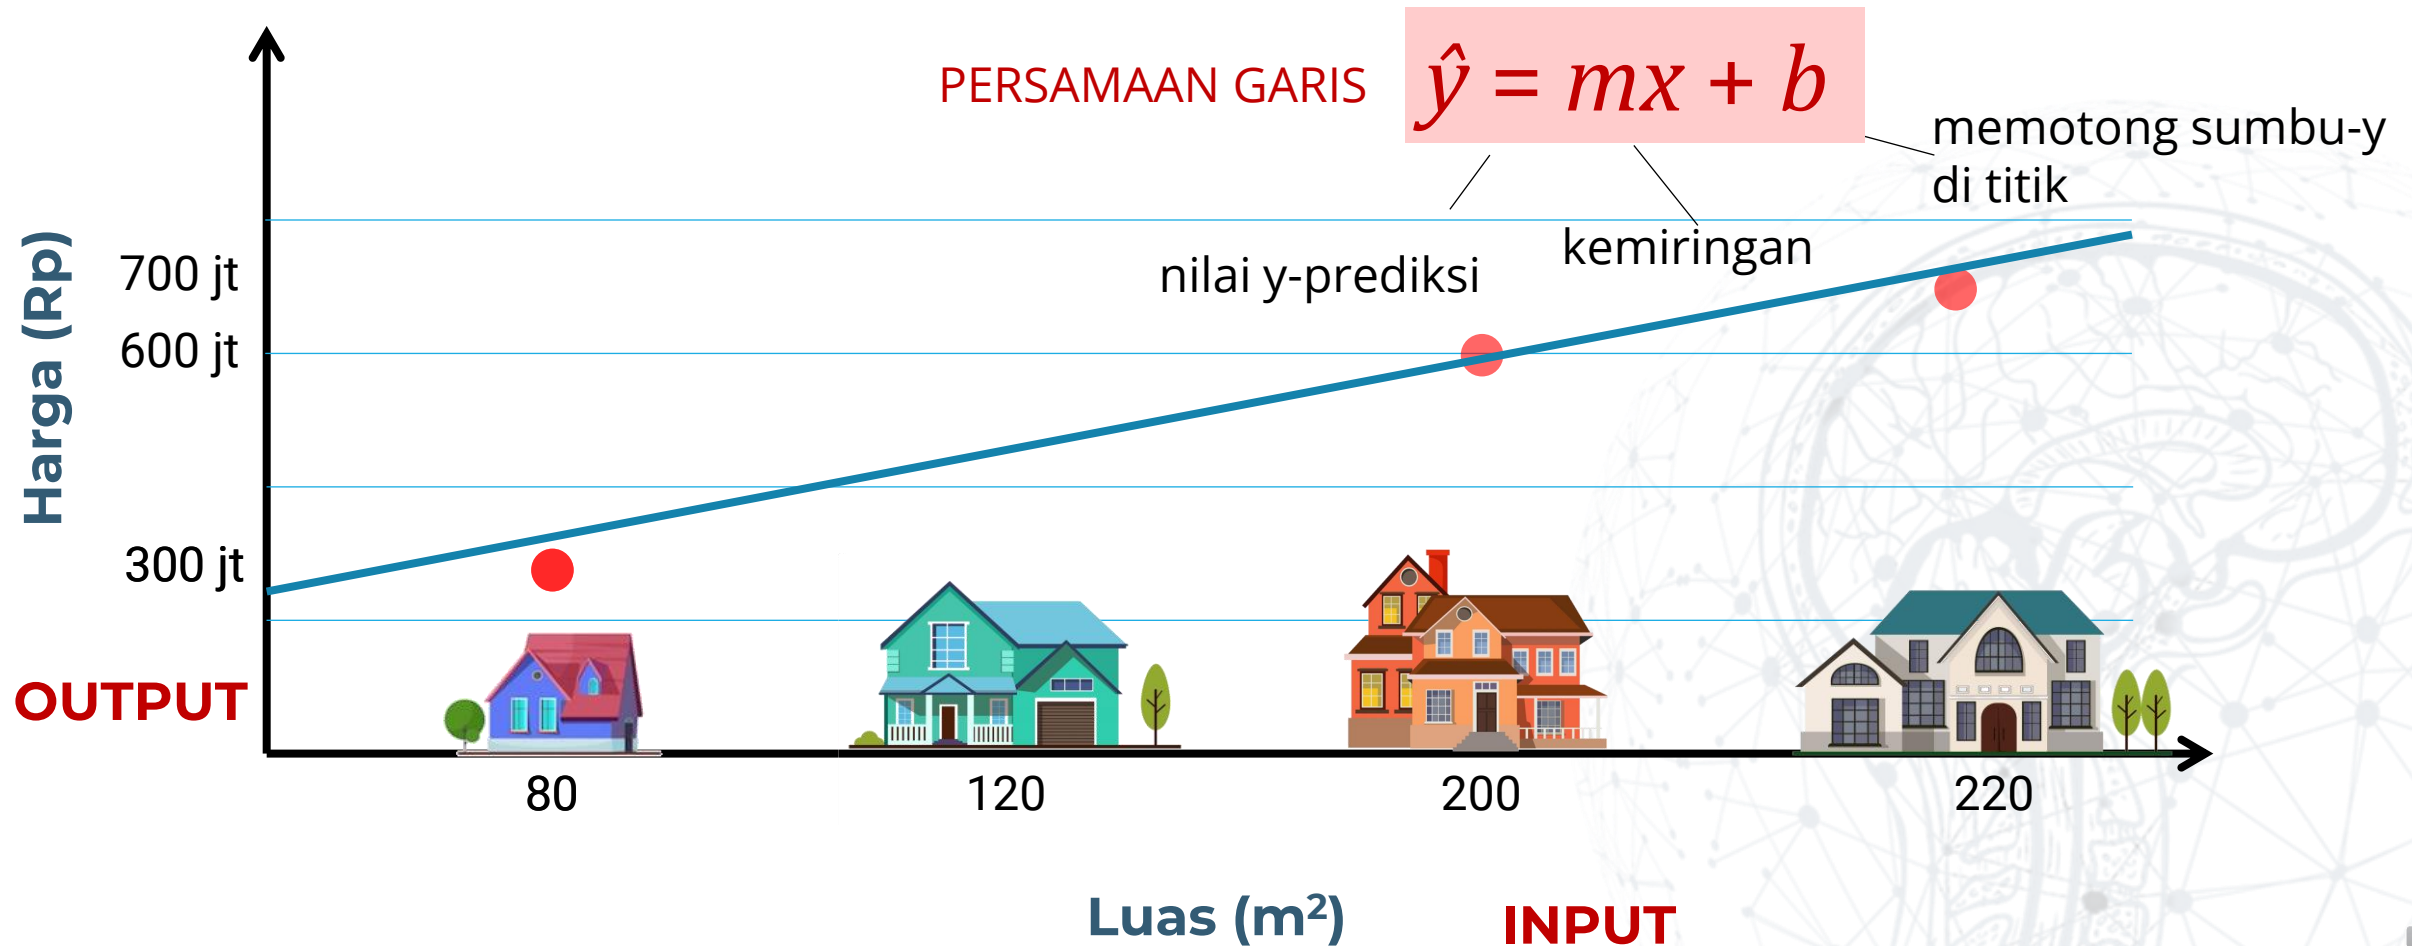 PERSAMAAN GARIS
ŷ = mx + b
memotong sumbu-y
di titik
kemiringan
nilai y-prediksi
Harga (Rp)
700 jt
600 jt
300 jt
OUTPUT
80
120
200
220
Luas (m²)
INPUT